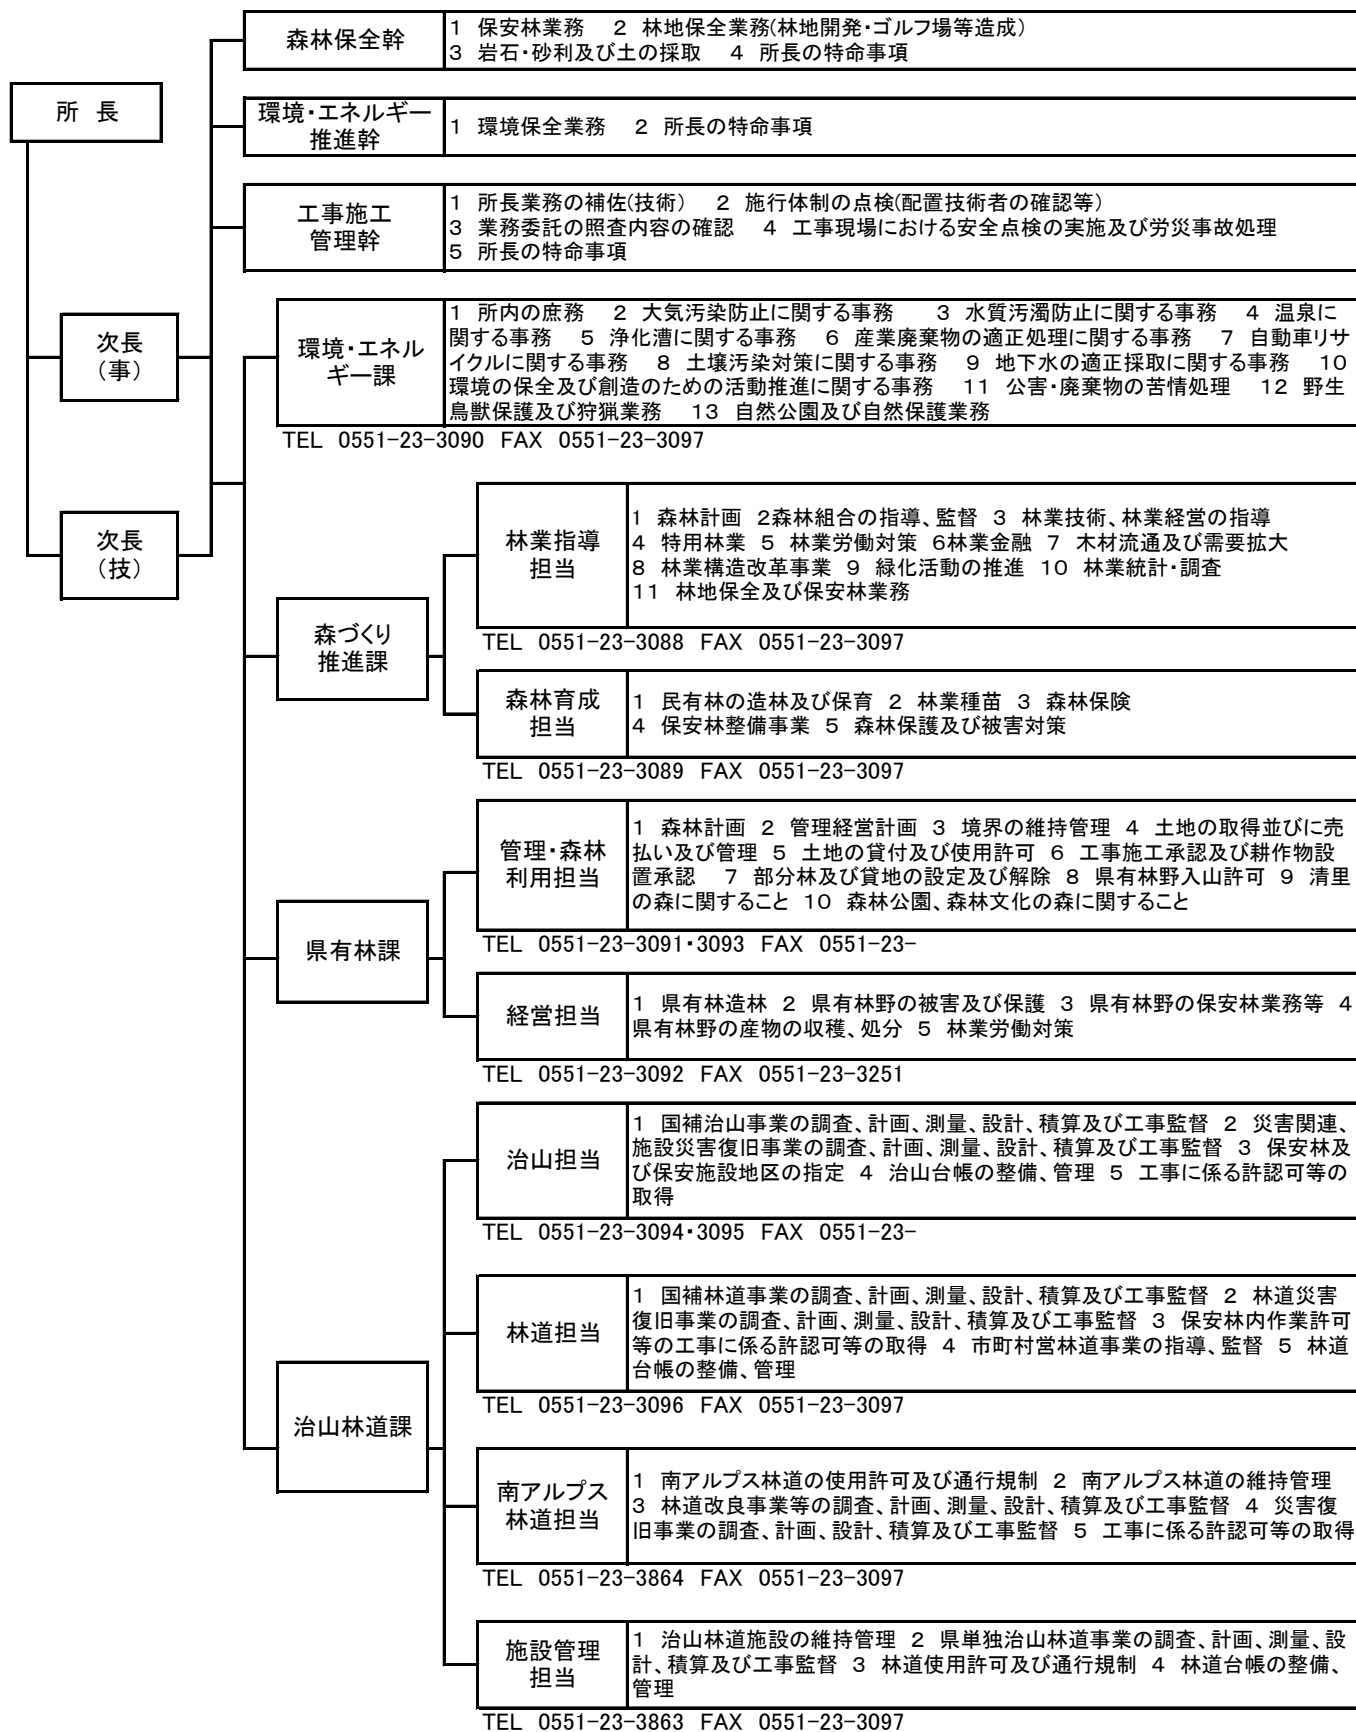 森林保全幹
1 保安林業務 2 林地保全業務(林地開発・ゴルフ場等造成)
3 岩石・砂利及び土の採取 4 所長の特命事項
所 長
環境・エネルギー
推進幹
1 環境保全業務 2 所長の特命事項
工事施工
管理幹
1 所長業務の補佐(技術) 2 施行体制の点検(配置技術者の確認等)
3 業務委託の照査内容の確認 4 工事現場における安全点検の実施及び労災事故処理
5 所長の特命事項
次長
(事)
環境・エネル
ギー課
1 所内の庶務 2 大気汚染防止に関する事務 3 水質汚濁防止に関する事務 4 温泉に
関する事務 5 浄化槽に関する事務 6 産業廃棄物の適正処理に関する事務 7 自動車リサ
イクルに関する事務 8 土壌汚染対策に関する事務 9 地下水の適正採取に関する事務 10
環境の保全及び創造のための活動推進に関する事務 11 公害・廃棄物の苦情処理 12 野生
鳥獣保護及び狩猟業務 13 自然公園及び自然保護業務
TEL 0551-23-3090 FAX 0551-23-3097
次長
(技)
森づくり
推進課
林業指導
担当
1 森林計画 2森林組合の指導、監督 3 林業技術、林業経営の指導
4 特用林業 5 林業労働対策 6林業金融 7 木材流通及び需要拡大
8 林業構造改革事業 9 緑化活動の推進 10 林業統計・調査
11 林地保全及び保安林業務
TEL 0551-23-3088 FAX 0551-23-3097
森林育成
担当
1 民有林の造林及び保育 2 林業種苗 3 森林保険
4 保安林整備事業 5 森林保護及び被害対策
TEL 0551-23-3089 FAX 0551-23-3097
県有林課
管理・森林
利用担当
1 森林計画 2 管理経営計画 3 境界の維持管理 4 土地の取得並びに売
払い及び管理 5 土地の貸付及び使用許可 6 工事施工承認及び耕作物設
置承認 7 部分林及び貸地の設定及び解除 8 県有林野入山許可 9 清里
の森に関すること 10 森林公園、森林文化の森に関すること
TEL 0551-23-3091・3093 FAX 0551-23-
経営担当
1 県有林造林 2 県有林野の被害及び保護 3 県有林野の保安林業務等 4
県有林野の産物の収穫、処分 5 林業労働対策
TEL 0551-23-3092 FAX 0551-23-3251
治山林道課
治山担当
1 国補治山事業の調査、計画、測量、設計、積算及び工事監督 2 災害関連、
施設災害復旧事業の調査、計画、測量、設計、積算及び工事監督 3 保安林及
び保安施設地区の指定 4 治山台帳の整備、管理 5 工事に係る許認可等の
取得
TEL 0551-23-3094・3095 FAX 0551-23-
林道担当
1 国補林道事業の調査、計画、測量、設計、積算及び工事監督 2 林道災害
復旧事業の調査、計画、測量、設計、積算及び工事監督 3 保安林内作業許可
等の工事に係る許認可等の取得 4 市町村営林道事業の指導、監督 5 林道
台帳の整備、管理
TEL 0551-23-3096 FAX 0551-23-3097
南アルプス
林道担当
1 南アルプス林道の使用許可及び通行規制 2 南アルプス林道の維持管理
3 林道改良事業等の調査、計画、測量、設計、積算及び工事監督 4 災害復
旧事業の調査、計画、設計、積算及び工事監督 5 工事に係る許認可等の取得
TEL 0551-23-3864 FAX 0551-23-3097
施設管理
担当
1 治山林道施設の維持管理 2 県単独治山林道事業の調査、計画、測量、設
計、積算及び工事監督 3 林道使用許可及び通行規制 4 林道台帳の整備、
管理
TEL 0551-23-3863 FAX 0551-23-3097